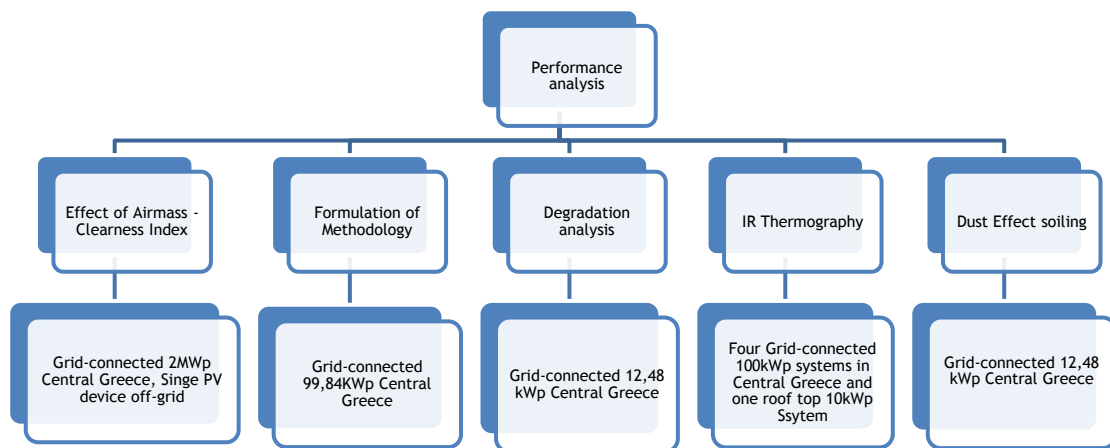 Performance
analysis
Effect of Airmass -
Clearness Index
Formulation of
Methodology
Degradation
analysis
IR Thermography
Dust Effect soiling
Grid-connected 2MWp
Central Greece, Singe PV
device off-grid
Grid-connected
99,84KWp Central
Greece
Grid-connected 12,48
kWp Central Greece
Four Grid-connected
100kWp systems in
Central Greece and
one roof top 10kWp
Ssytem
Grid-connected 12,48
kWp Central Greece